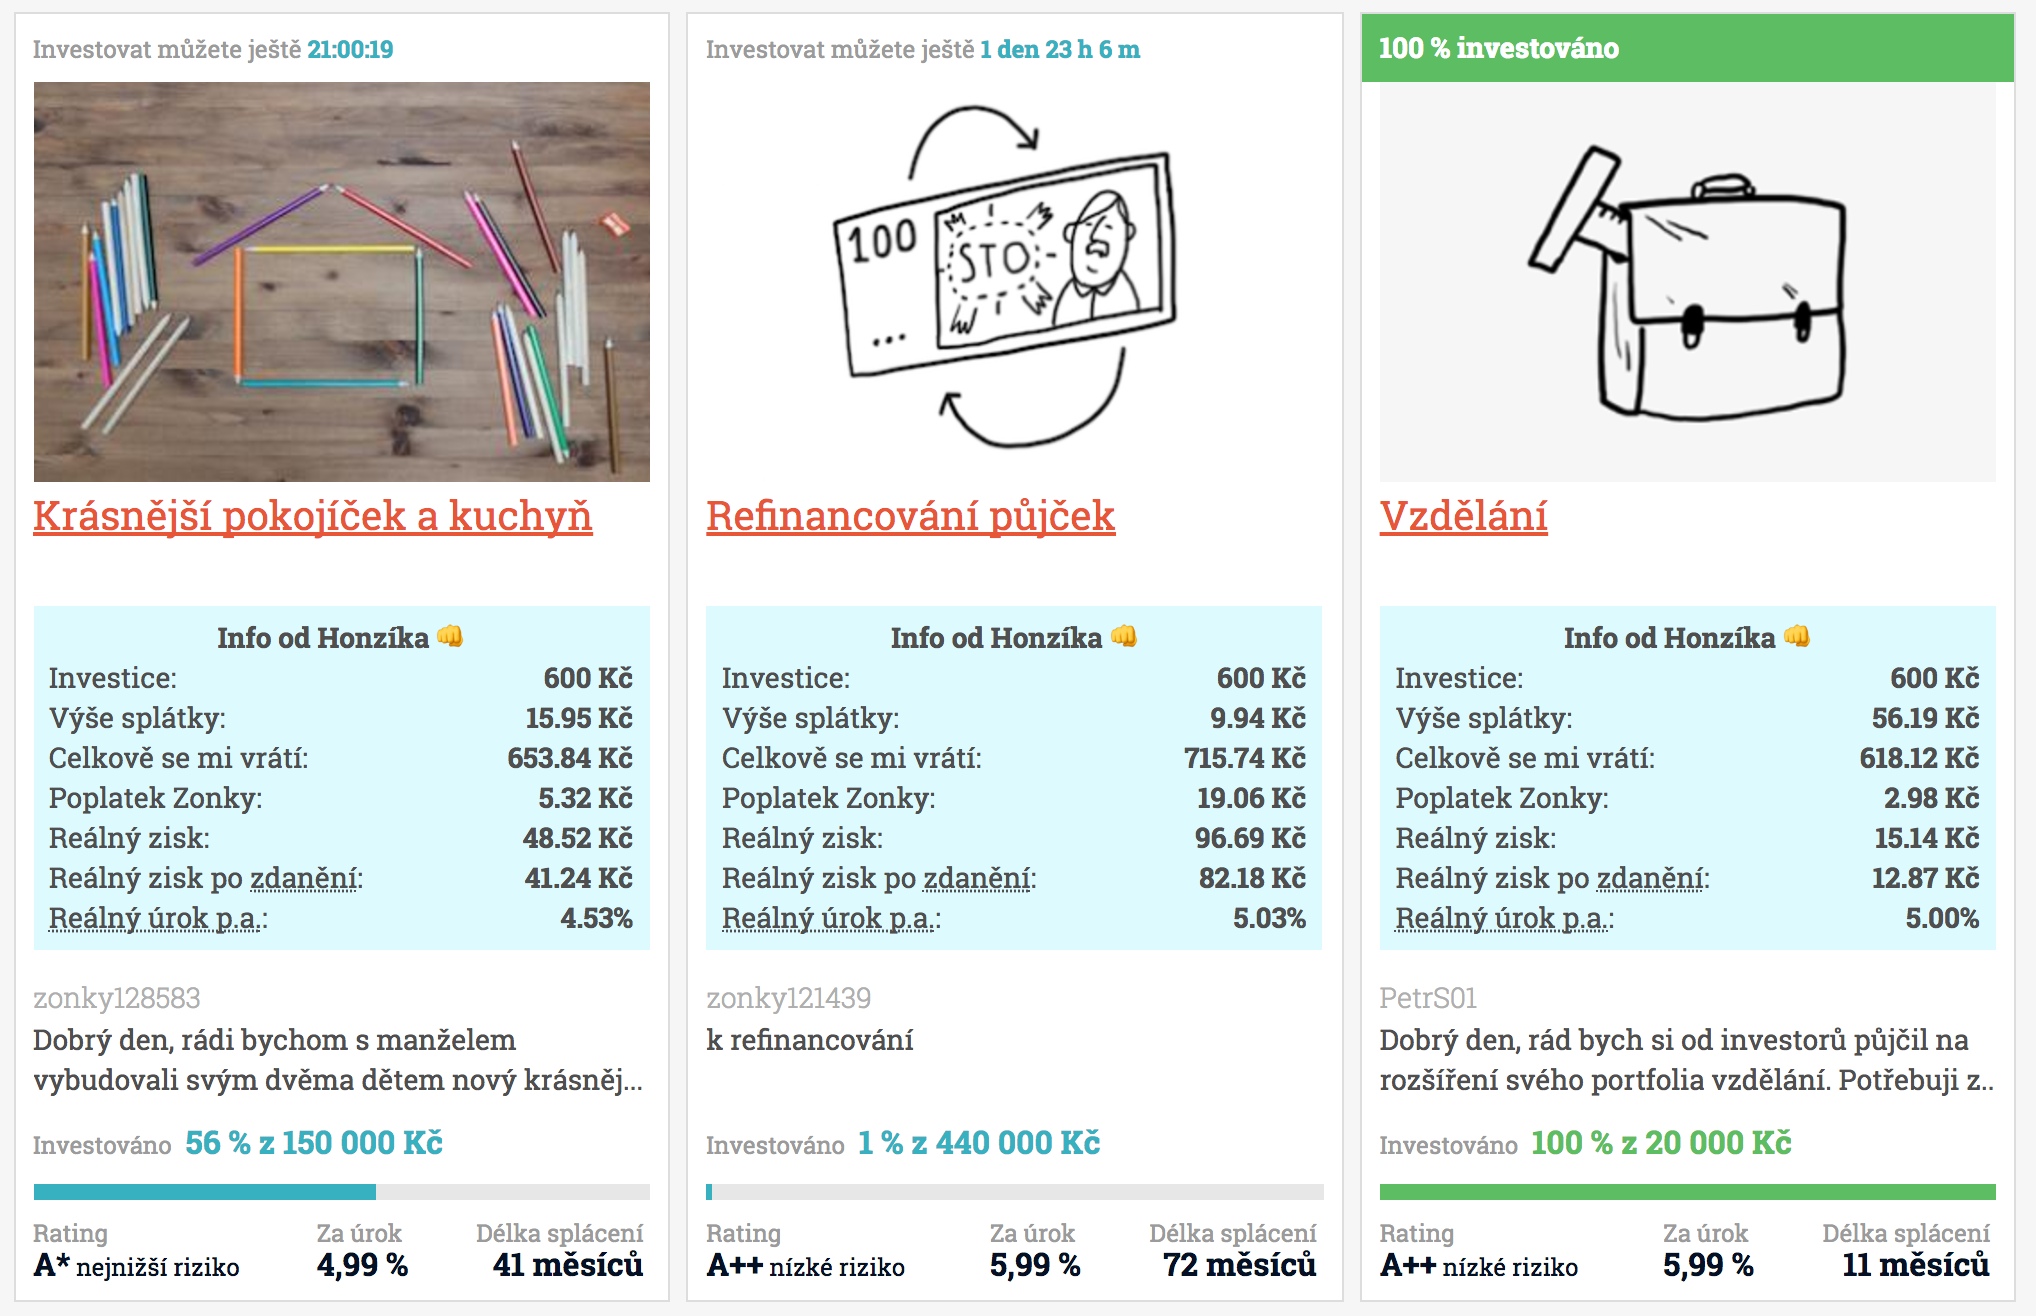 Investovat můžete ještě 21:00:19
Krásnější pokojíček a kuchyň
Info od Honzíka 👊
Investice: 600 Kč
Výše splátky: 15.95 Kč
Celkově se mi vrátí: 653.84 Kč
Poplatek Zonky: 5.32 Kč
Reálný zisk: 48.52 Kč
Reálný zisk po zdanění: 41.24 Kč
Reálný úrok p.a.: 4.53%
zonky128583
Dobrý den, rádi bychom s manželem
vybudovali svým dvěma dětem nový krásněj...
Investováno 56 % z 150 000 Kč
Rating Za úrok Délka splácení
A* nejnižší riziko 4,99 % 41 měsíců
Investovat můžete ještě 1 den 23 h 6 m
100
STO
...
Refinancování půjček
Info od Honzíka 👊
Investice: 600 Kč
Výše splátky: 9.94 Kč
Celkově se mi vrátí: 715.74 Kč
Poplatek Zonky: 19.06 Kč
Reálný zisk: 96.69 Kč
Reálný zisk po zdanění: 82.18 Kč
Reálný úrok p.a.: 5.03%
zonky121439
k refinancování
Investováno 1 % z 440 000 Kč
Rating Za úrok Délka splácení
A++ nízké riziko 5,99 % 72 měsíců
100 % investováno
Vzdělání
Info od Honzíka 👊
Investice: 600 Kč
Výše splátky: 56.19 Kč
Celkově se mi vrátí: 618.12 Kč
Poplatek Zonky: 2.98 Kč
Reálný zisk: 15.14 Kč
Reálný zisk po zdanění: 12.87 Kč
Reálný úrok p.a.: 5.00%
PetrS01
Dobrý den, rád bych si od investorů půjčil na
rozšíření svého portfolia vzdělání. Potřebuji z..
Investováno 100 % z 20 000 Kč
Rating Za úrok Délka splácení
A++ nízké riziko 5,99 % 11 měsíců